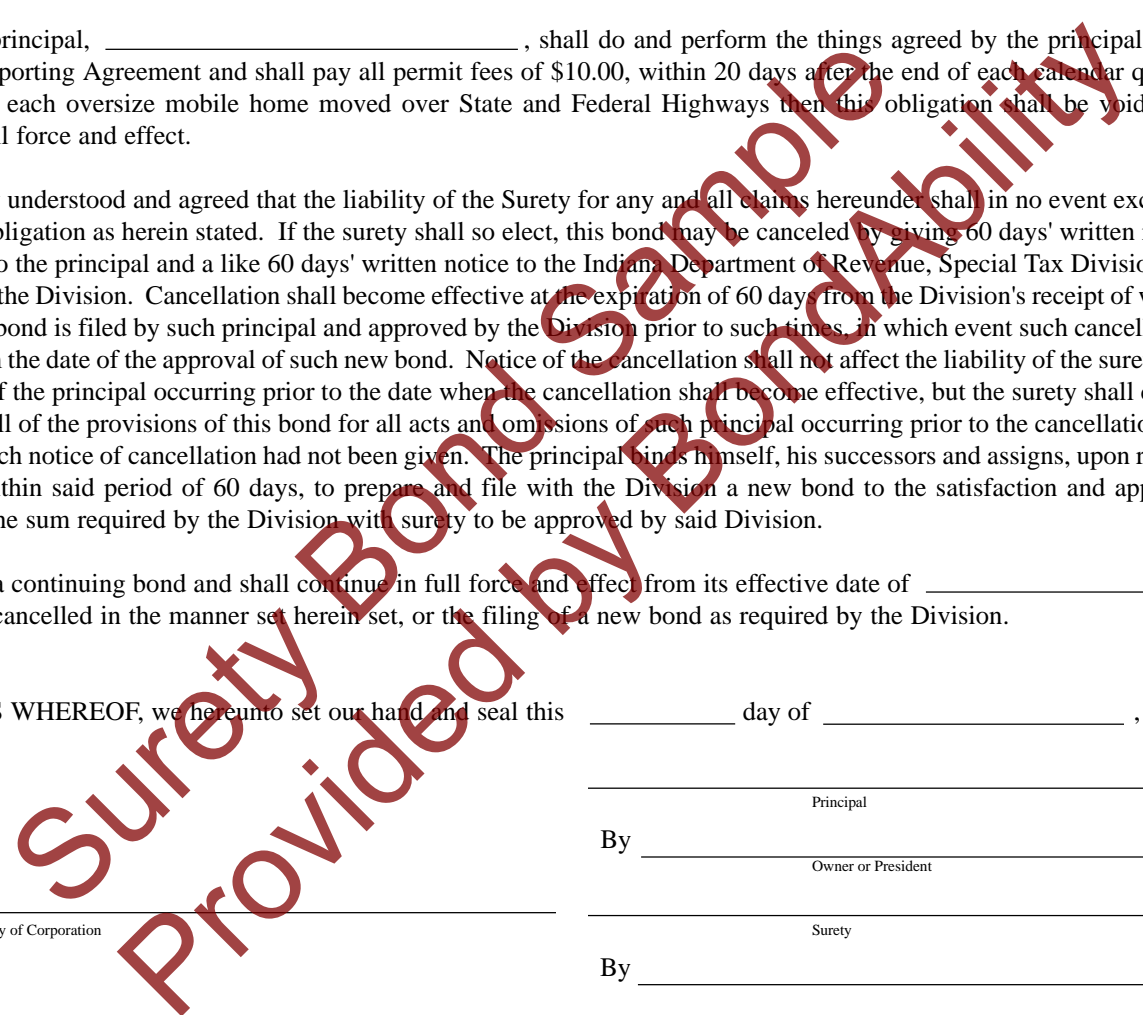 principal, , shall do and perform the things agreed by the principal
porting Agreement and shall pay all permit fees of $10.00, within 20 days after the end of each calendar q
each oversize mobile home moved over State and Federal Highways then this obligation shall be void
l force and effect.
understood and agreed that the liability of the Surety for any and all claims hereunder shall in no event exc
bligation as herein stated. If the surety shall so elect, this bond may be canceled by giving 60 days' written
o the principal and a like 60 days' written notice to the Indiana Department of Revenue, Special Tax Divisio
the Division. Cancellation shall become effective at the expiration of 60 days from the Division's receipt of
bond is filed by such principal and approved by the Division prior to such times, in which event such cancel
n the date of the approval of such new bond. Notice of the cancellation shall not affect the liability of the sure
f the principal occurring prior to the date when the cancellation shall become effective, but the surety shall
ll of the provisions of this bond for all acts and omissions of such principal occurring prior to the cancellatio
ch notice of cancellation had not been given. The principal binds himself, his successors and assigns, upon r
ithin said period of 60 days, to prepare and file with the Division a new bond to the satisfaction and app
he sum required by the Division with surety to be approved by said Division.
a continuing bond and shall continue in full force and effect from its effective date of
cancelled in the manner set herein set, or the filing of a new bond as required by the Division.
S WHEREOF, we hereunto set our hand and seal this day of ,
Principal
By
Owner or President
y of Corporation
Surety
By
Surety Bond Sample
Provided by BondAbility